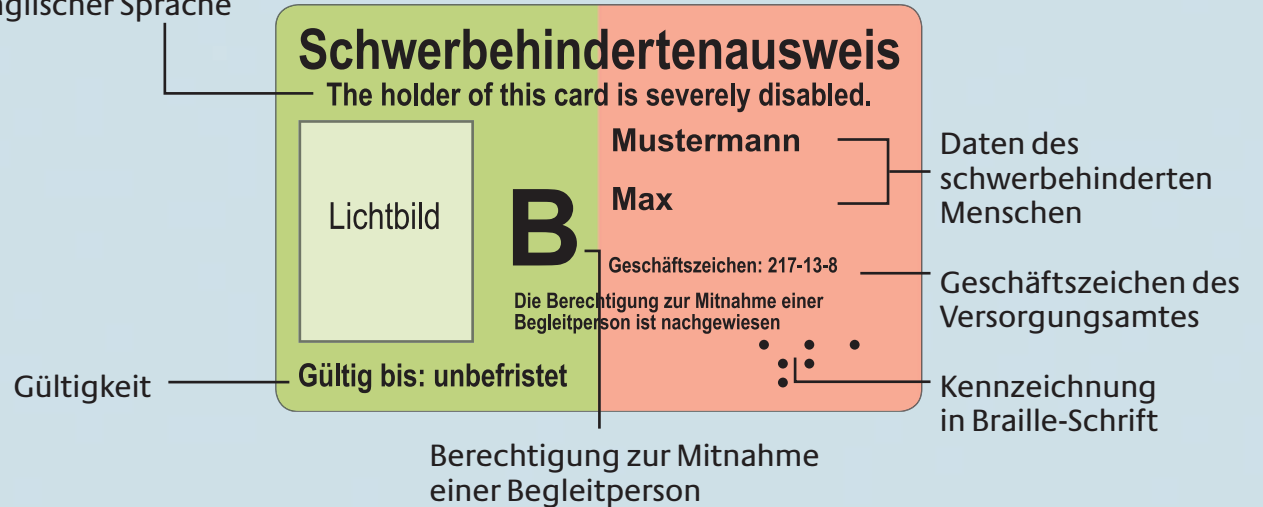 nglischer Sprache
Schwerbehindertenausweis
The holder of this card is severely disabled.
Lichtbild
B
Mustermann
Max
Geschäftszeichen: 217-13-8
Die Berechtigung zur Mitnahme einer
Begleitperson ist nachgewiesen
Gültig bis: unbefristet
Daten des
schwerbehinderten
Menschen
Geschäftszeichen des
Versorgungsamtes
Kennzeichnung
in Braille-Schrift
Gültigkeit
Berechtigung zur Mitnahme
einer Begleitperson